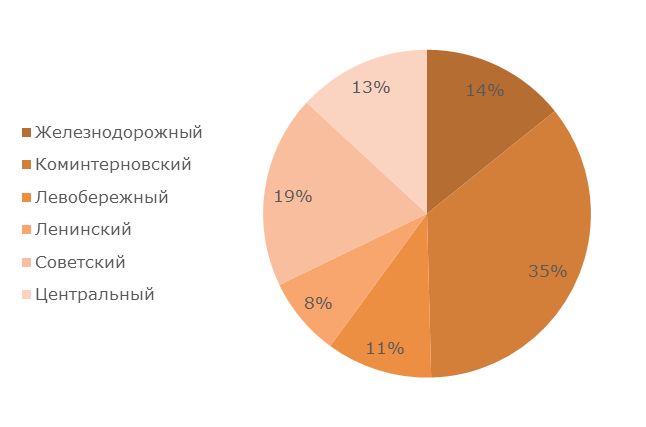 Железнодорожный
Коминтерновский
Левобережный
Ленинский
Советский
Центральный
14%
35%
11%
8%
19%
13%